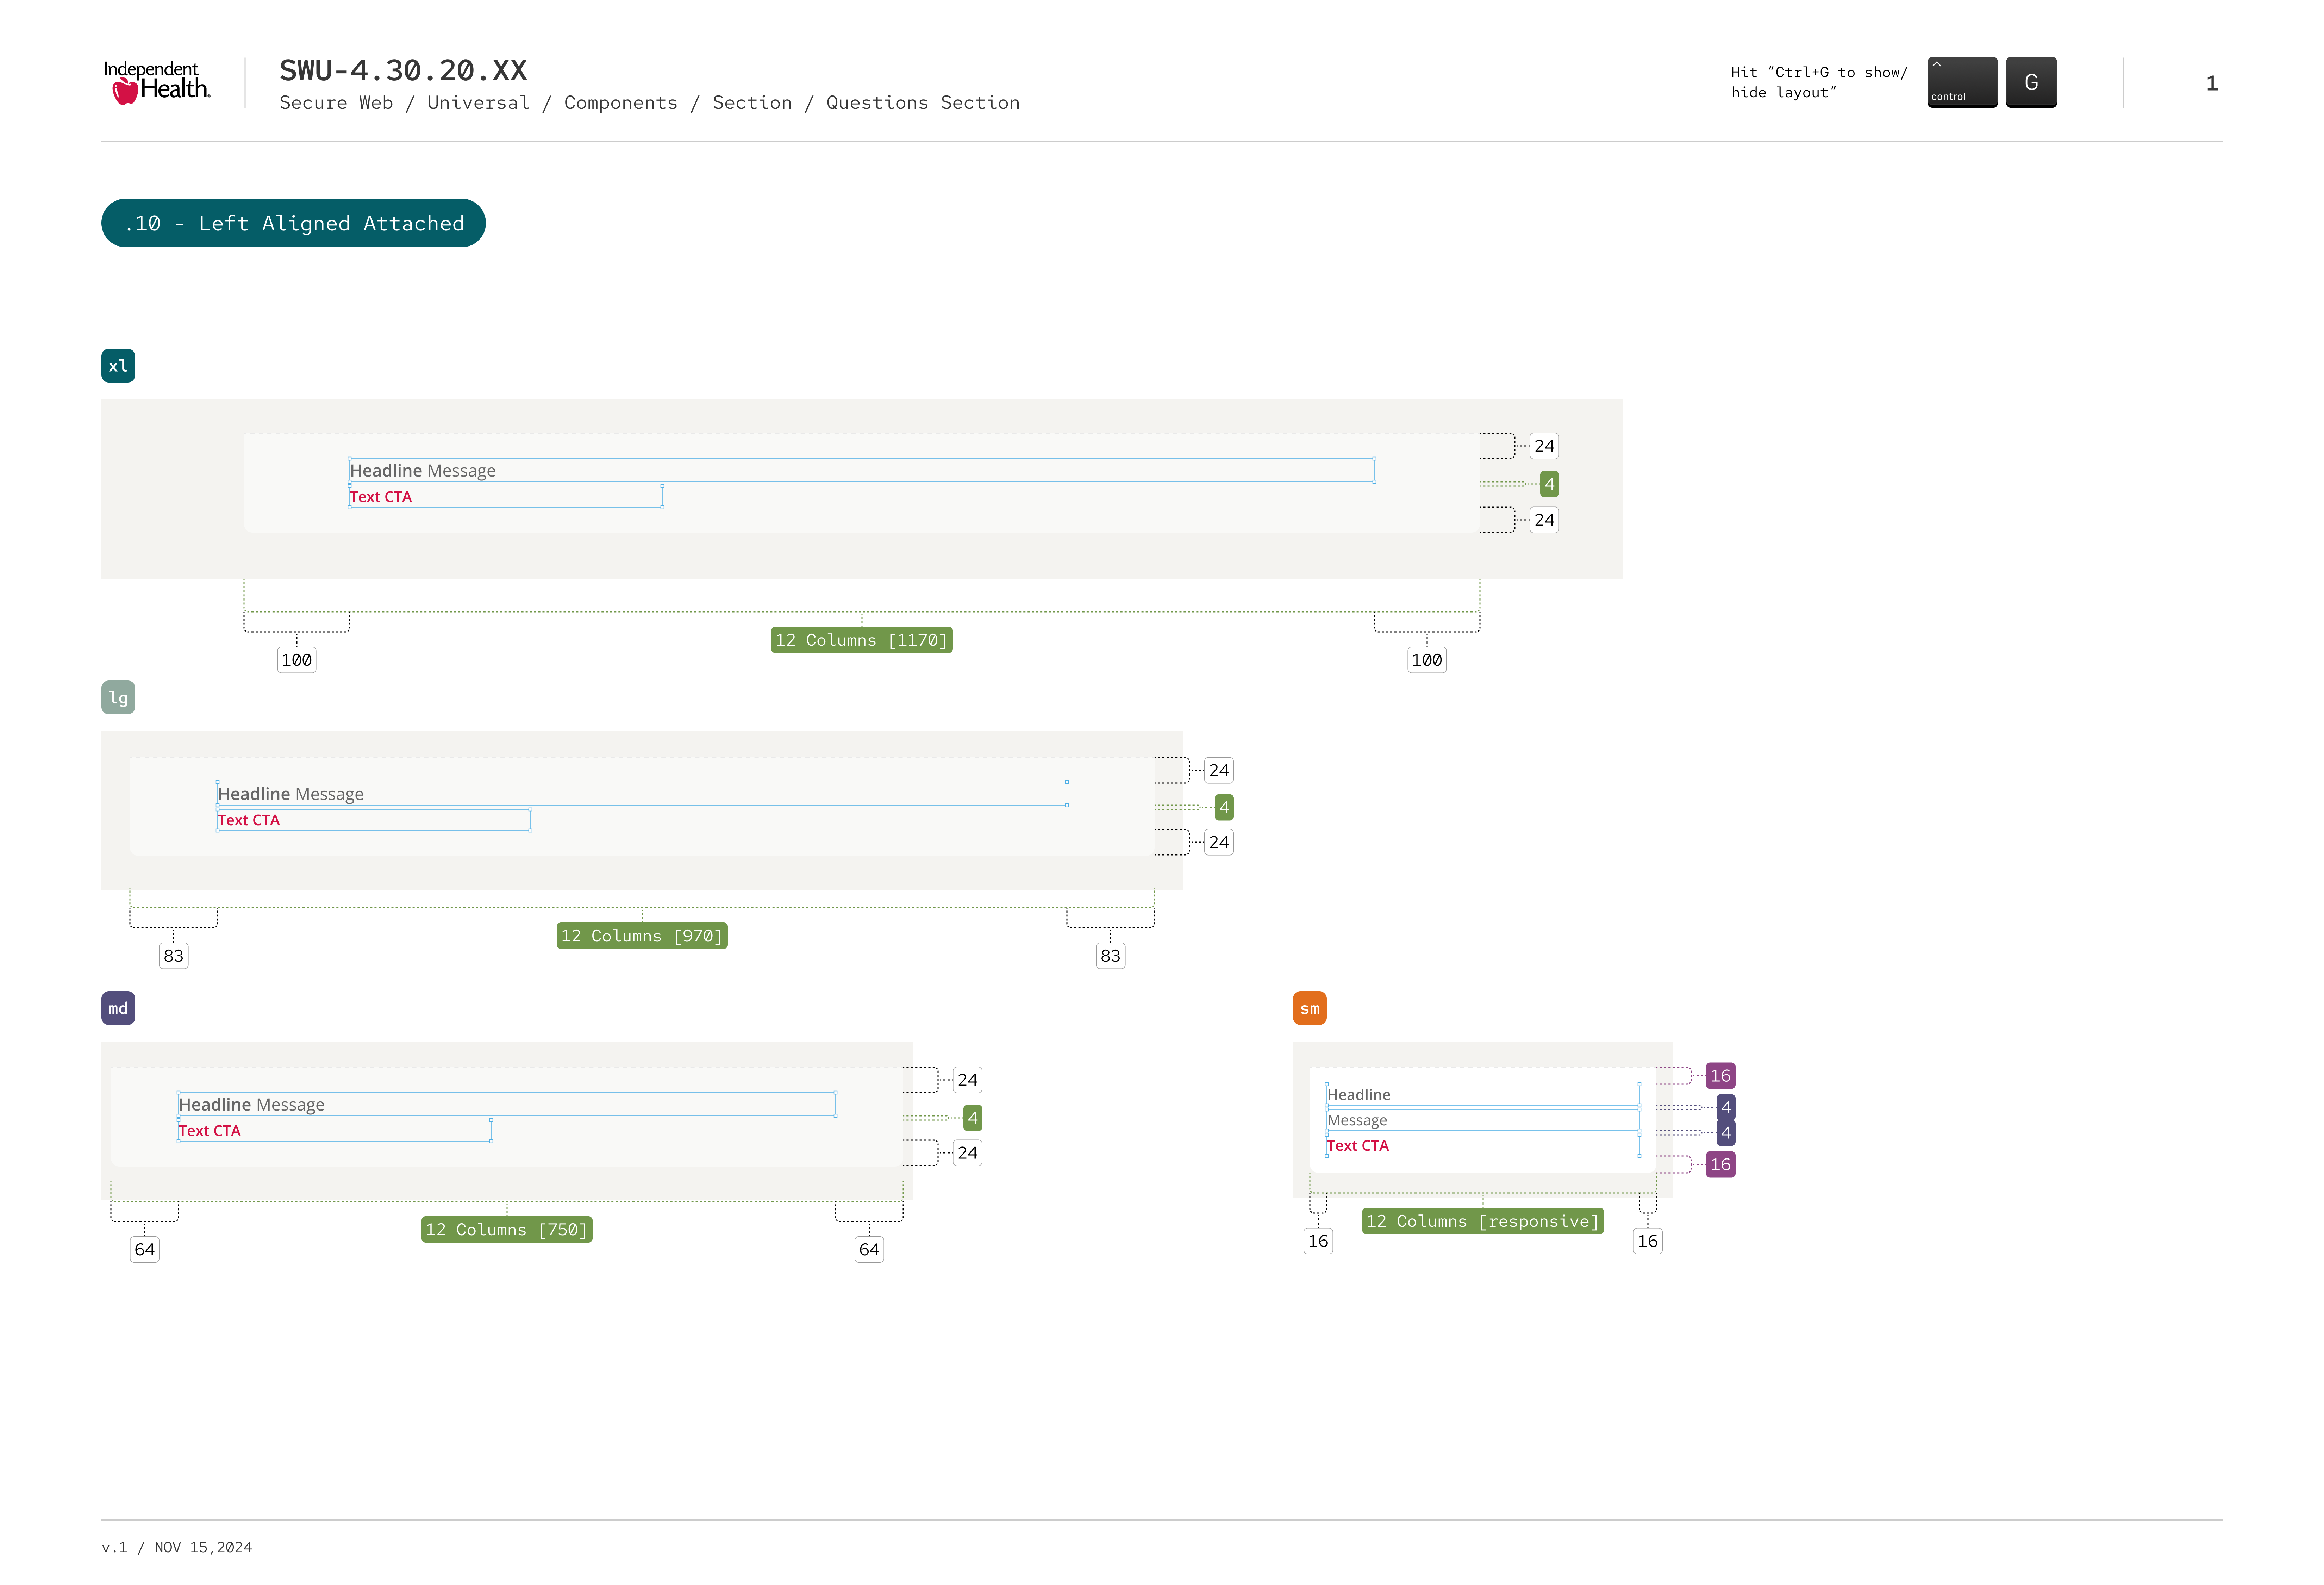 Independent
Health®
SWU-4.30.20.XX
Secure Web / Universal / Components / Section / Questions Section
Hit “Ctrl+G to show/
hide layout”
^
control
G
1
.10 - Left Aligned Attached
xl
Headline Message
Text CTA
24
4
24
12 Columns [1170]
100
100
lg
Headline Message
Text CTA
24
4
24
12 Columns [970]
83
83
md
Headline Message
Text CTA
24
4
24
12 Columns [750]
64
64
sm
Headline
Message
Text CTA
16
4
4
16
12 Columns [responsive]
16
16
v.1 / NOV 15,2024